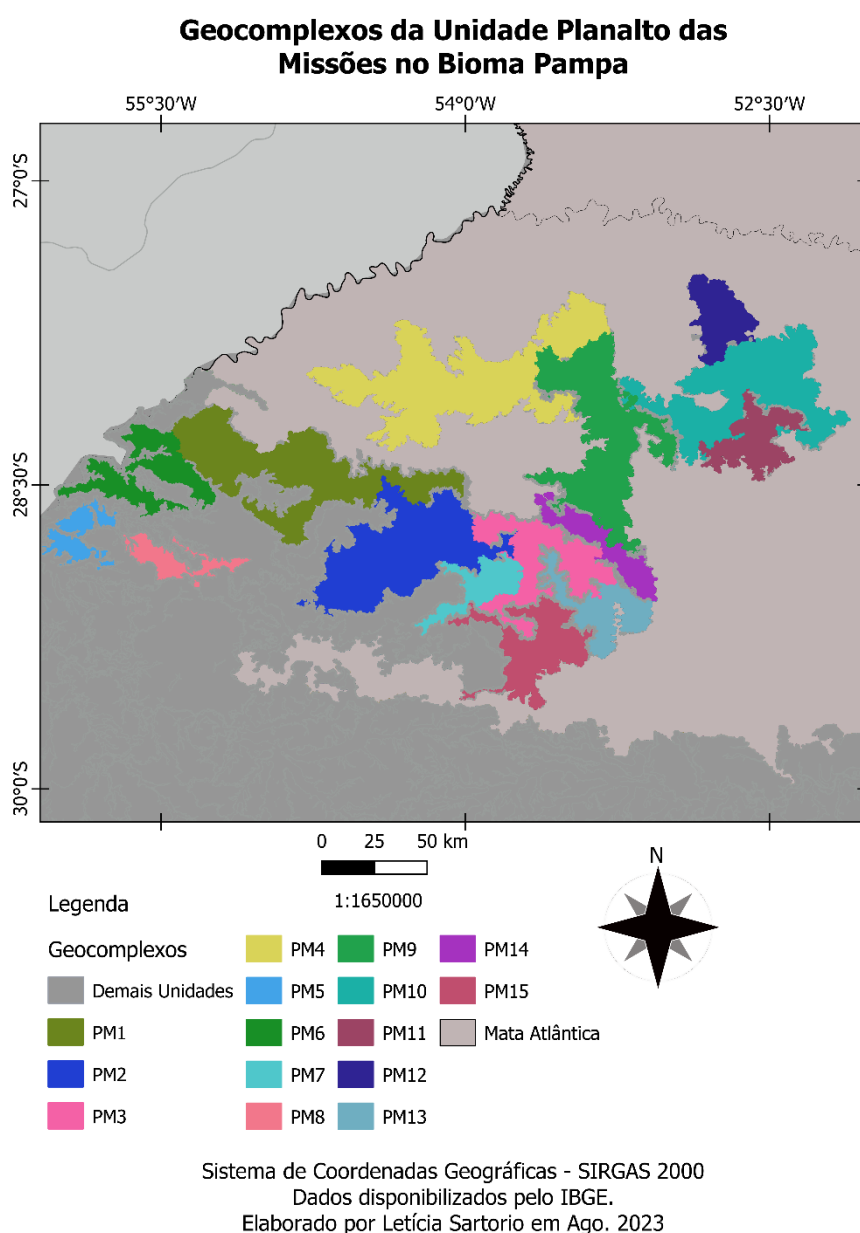 Geocomplexos da Unidade Planalto das
Missões no Bioma Pampa
55°30'W
54°0'W
52°30'W
27°0'S
28°30'S
30°0'S
0 25 50 km
1:1650000
N
Legenda
Geocomplexos
Demais Unidades
PM1
PM2
PM3
PM4
PM5
PM6
PM7
PM8
PM9
PM10
PM11
PM12
PM13
PM14
PM15
Mata Atlântica
Sistema de Coordenadas Geográficas - SIRGAS 2000
Dados disponibilizados pelo IBGE.
Elaborado por Letícia Sartorio em Ago. 2023